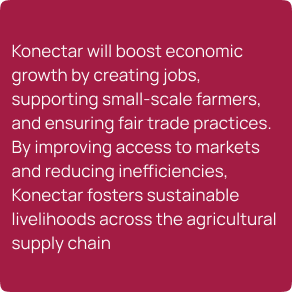 Konectar will boost economic
growth by creating jobs,
supporting small-scale farmers,
and ensuring fair trade practices.
By improving access to markets
and reducing inefficiencies,
Konectar fosters sustainable
livelihoods across the agricultural
supply chain